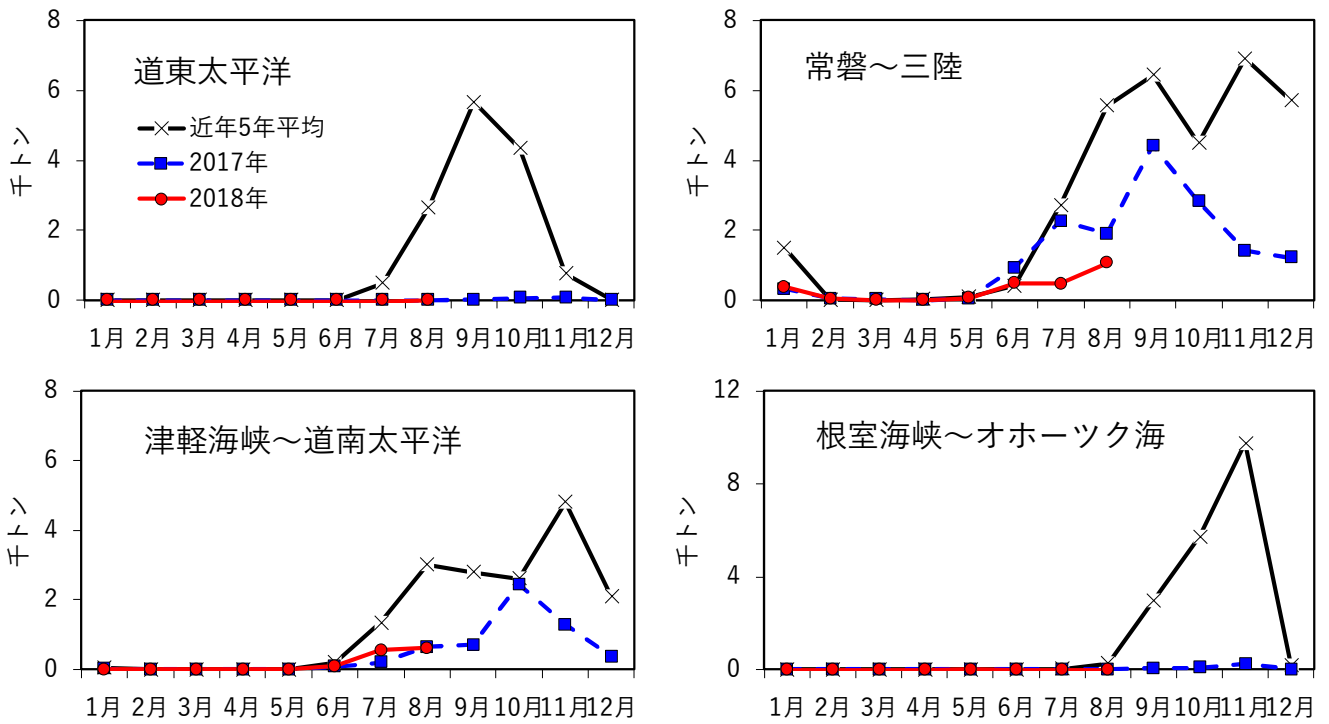 8
6
4
2
0
千トン
道東太平洋
近年5年平均
2017年
2018年
1月 2月 3月 4月 5月 6月 7月 8月 9月 10月11月12月
8
6
4
2
0
千トン
常磐～三陸
1月 2月 3月 4月 5月 6月 7月 8月 9月 10月11月12月
8
6
4
2
0
千トン
津軽海峡～道南太平洋
1月 2月 3月 4月 5月 6月 7月 8月 9月 10月11月12月
12
8
4
0
千トン
根室海峡～オホーツク海
1月 2月 3月 4月 5月 6月 7月 8月 9月 10月11月12月